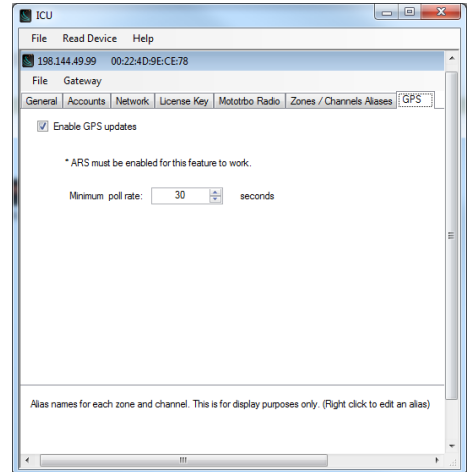 ICU
File Read Device Help
198.144.49.99 00:22:4D:9E:CE:78
File Gateway
General Accounts Network License Key Mototrbo Radio Zones / Channels Aliases GPS
Enable GPS updates
* ARS must be enabled for this feature to work.
Minimum poll rate: 30 seconds
Alias names for each zone and channel. This is for display purposes only. (Right click to edit an alias)